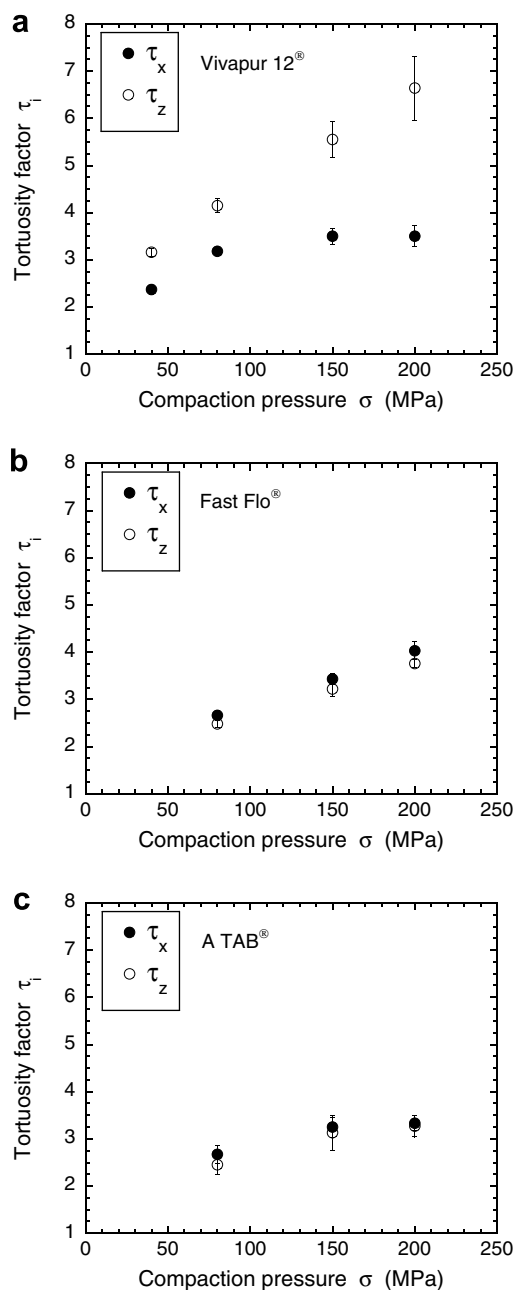 a
τx
τz
Vivapur 12®
8
7
6
5
4
3
2
1
Tortuosity factor τi
0 50 100 150 200 250
Compaction pressure σ (MPa)
b
τx
τz
Fast Flo®
8
7
6
5
4
3
2
1
Tortuosity factor τi
0 50 100 150 200 250
Compaction pressure σ (MPa)
c
τx
τz
A TAB®
8
7
6
5
4
3
2
1
Tortuosity factor τi
0 50 100 150 200 250
Compaction pressure σ (MPa)